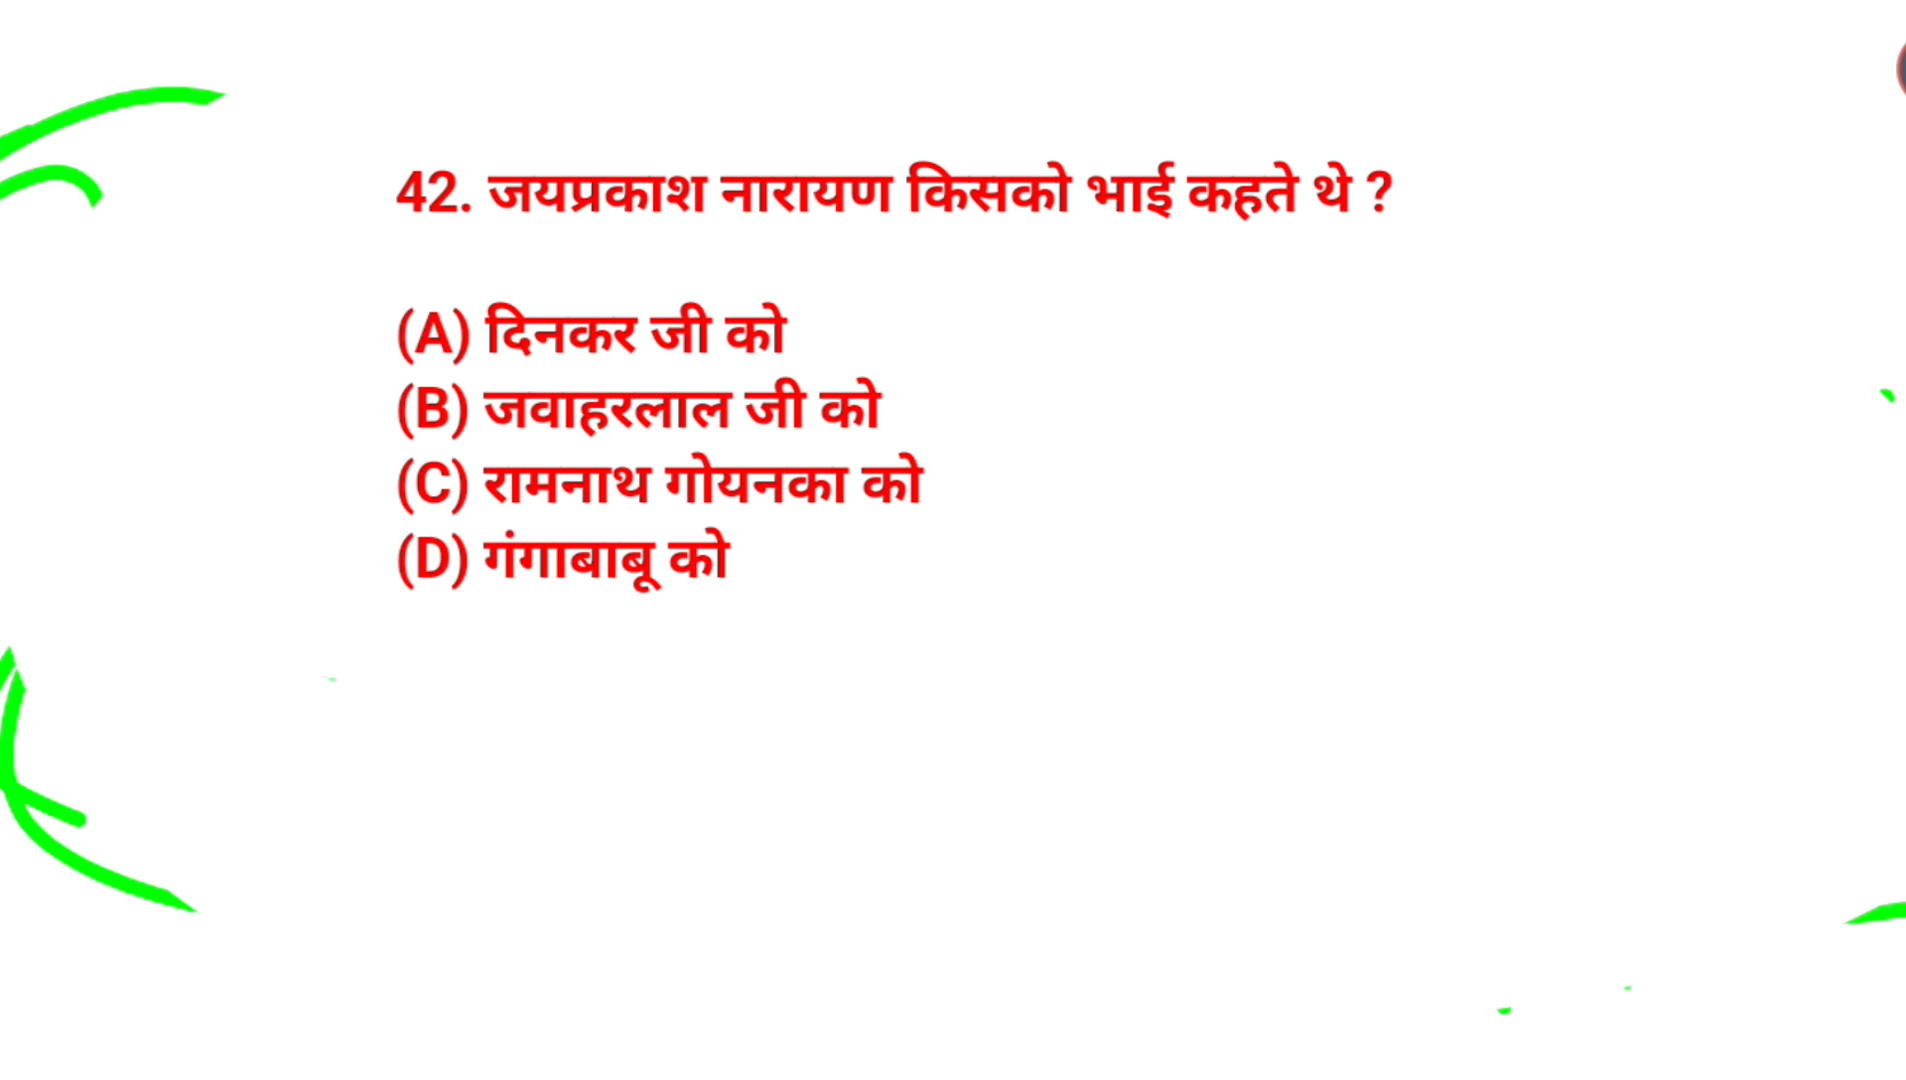 42. जयप्रकाश नारायण किसको भाई कहते थे ?
(A) दिनकर जी को
(B) जवाहरलाल जी को
(C) रामनाथ गोयनका को
(D) गंगाबाबू को